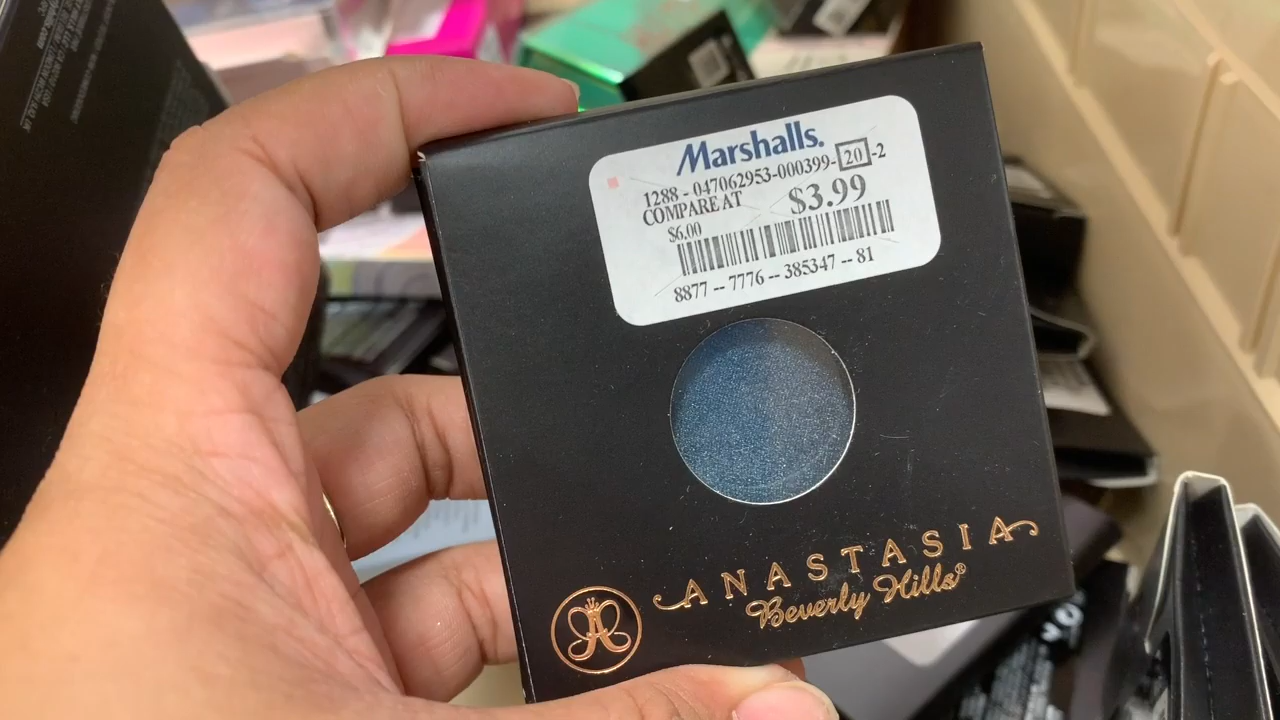 Marshalls.
1288 - 047062953-000399-20-2
COMPARE AT $3.99
$6.00
8877 -- 7776 -- 385347 -- 81
ANASTASIA
Beverly Hills®